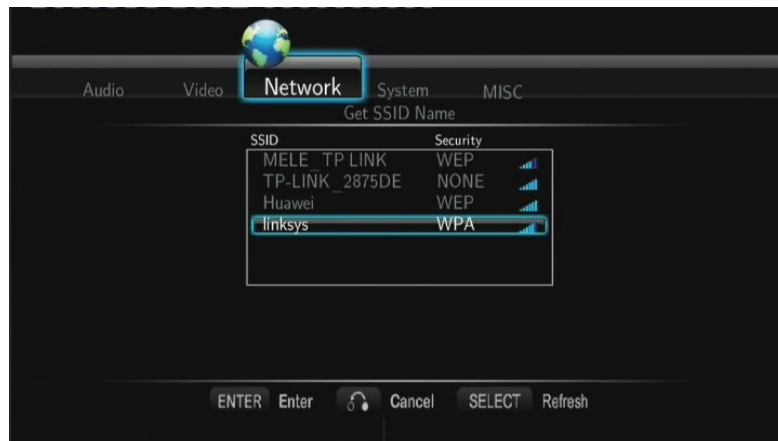 Audio Video Network System MISC
Get SSID Name
SSID Security
MELE_TP LINK WEP
TP-LINK_2875DE NONE
Huawei WEP
linksys WPA
ENTER Enter Cancel SELECT Refresh